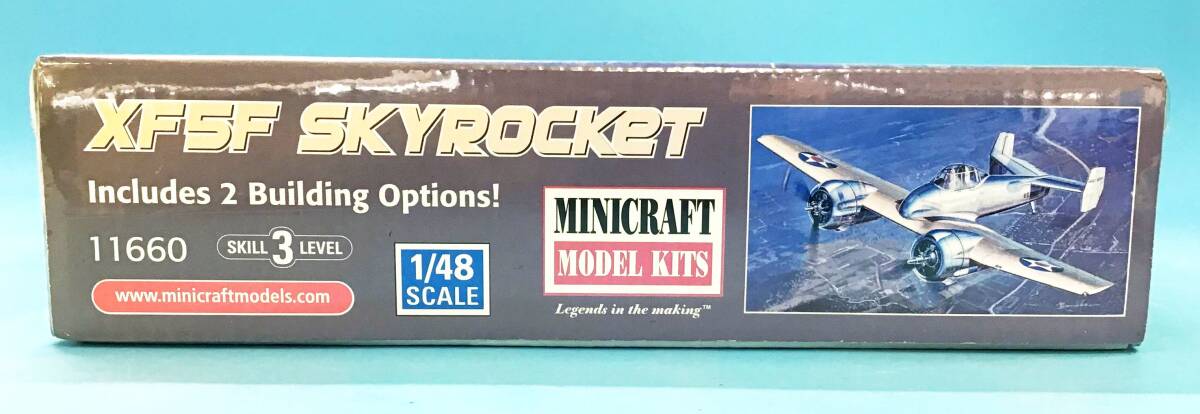 XF5F SKYROCKET
Includes 2 Building Options!
11660
SKILL 3 LEVEL
www.minicraftmodels.com
1/48
SCALE
MINICRAFT
MODEL KITS
Legends in the making™